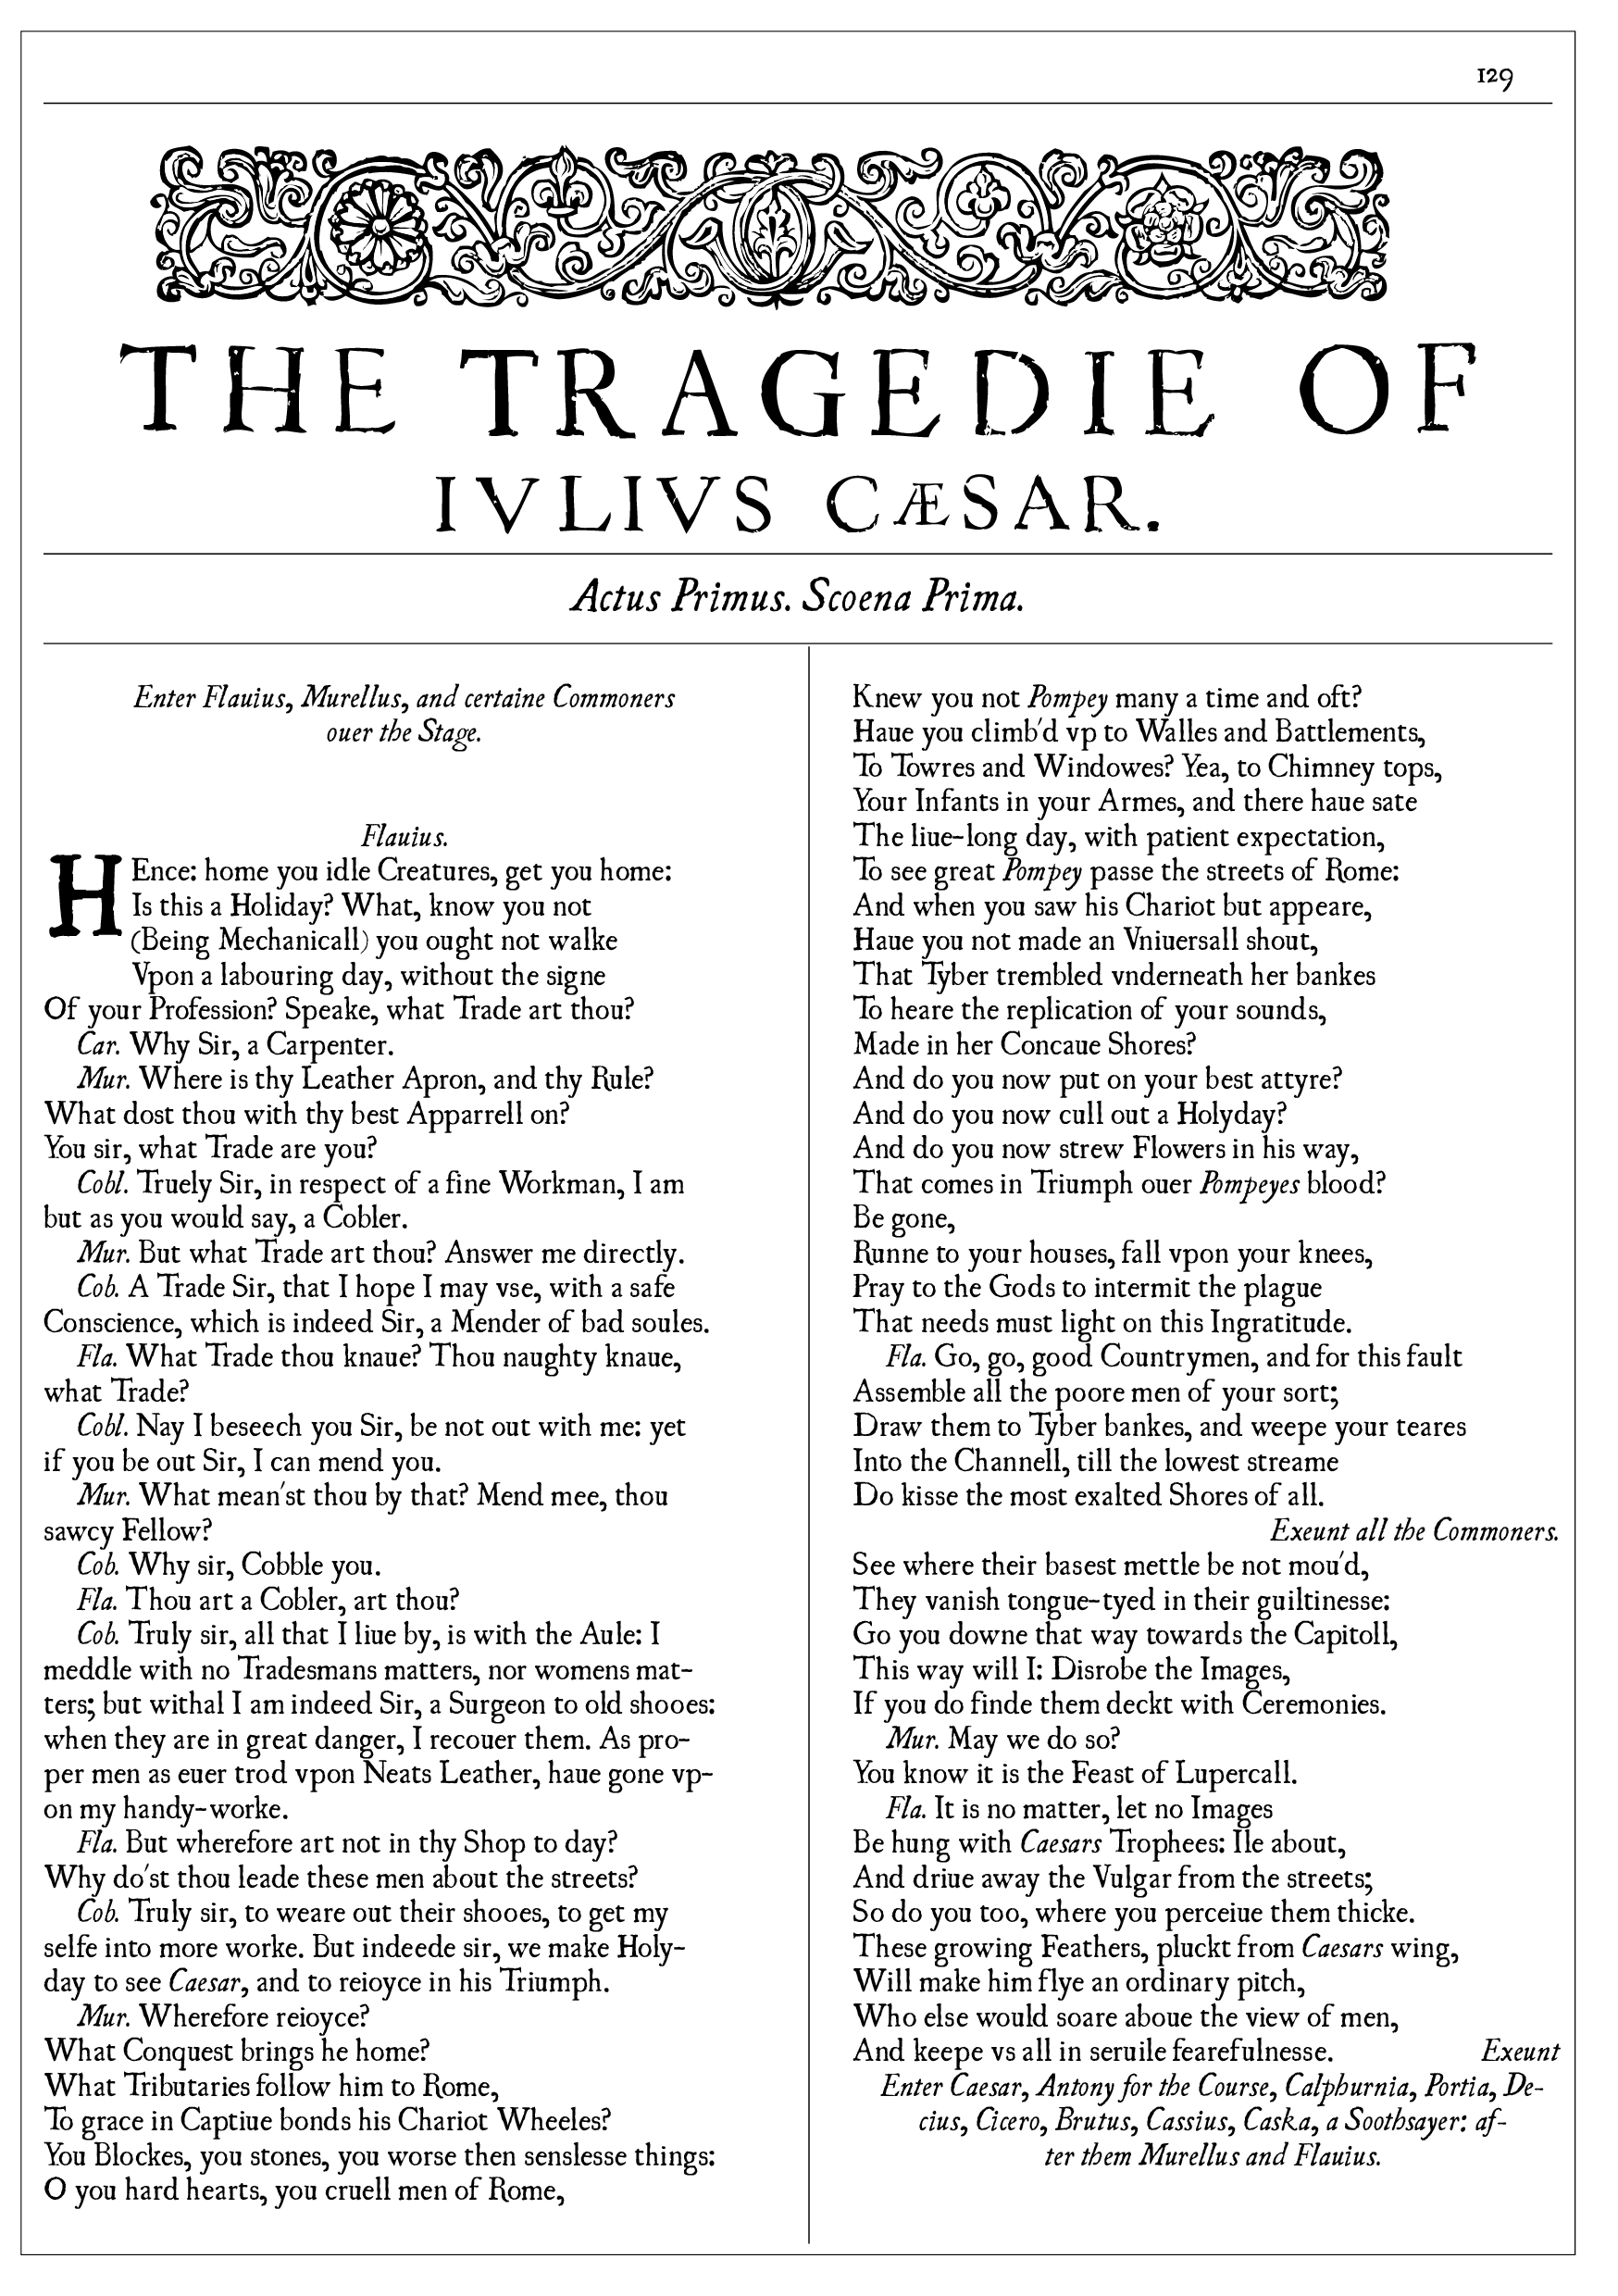 129
THE TRAGEDIE OF
IVLIVS CÆSAR.
Actus Primus. Scoena Prima.
Enter Flauius, Murellus, and certaine Commoners
ouer the Stage.
Flauius.
HEnce: home you idle Creatures, get you home:
Is this a Holiday? What, know you not
(Being Mechanicall) you ought not walke
Vpon a labouring day, without the signe
Of your Profession? Speake, what Trade art thou?
Car. Why Sir, a Carpenter.
Mur. Where is thy Leather Apron, and thy Rule?
What dost thou with thy best Apparrell on?
You sir, what Trade are you?
Cobl. Truely Sir, in respect of a fine Workman, I am
but as you would say, a Cobler.
Mur. But what Trade art thou? Answer me directly.
Cob. A Trade Sir, that I hope I may vse, with a safe
Conscience, which is indeed Sir, a Mender of bad soules.
Fla. What Trade thou knaue? Thou naughty knaue,
what Trade?
Cobl. Nay I beseech you Sir, be not out with me: yet
if you be out Sir, I can mend you.
Mur. What mean'st thou by that? Mend mee, thou
sawcy Fellow?
Cob. Why sir, Cobble you.
Fla. Thou art a Cobler, art thou?
Cob. Truly sir, all that I liue by, is with the Aule: I
meddle with no Tradesmans matters, nor womens mat-
ters; but withal I am indeed Sir, a Surgeon to old shooes:
when they are in great danger, I recouer them. As pro-
per men as euer trod vpon Neats Leather, haue gone vp-
on my handy-worke.
Fla. But wherefore art not in thy Shop to day?
Why do'st thou leade these men about the streets?
Cob. Truly sir, to weare out their shooes, to get my
selfe into more worke. But indeede sir, we make Holy-
day to see Caesar, and to reioyce in his Triumph.
Mur. Wherefore reioyce?
What Conquest brings he home?
What Tributaries follow him to Rome,
To grace in Captiue bonds his Chariot Wheeles?
You Blockes, you stones, you worse then senslesse things:
O you hard hearts, you cruell men of Rome,
Knew you not Pompey many a time and oft?
Haue you climb'd vp to Walles and Battlements,
To Towres and Windowes? Yea, to Chimney tops,
Your Infants in your Armes, and there haue sate
The liue-long day, with patient expectation,
To see great Pompey passe the streets of Rome:
And when you saw his Chariot but appeare,
Haue you not made an Vniuersall shout,
That Tyber trembled vnderneath her bankes
To heare the replication of your sounds,
Made in her Concaue Shores?
And do you now put on your best attyre?
And do you now cull out a Holyday?
And do you now strew Flowers in his way,
That comes in Triumph ouer Pompeyes blood?
Be gone,
Runne to your houses, fall vpon your knees,
Pray to the Gods to intermit the plague
That needs must light on this Ingratitude.
Fla. Go, go, good Countrymen, and for this fault
Assemble all the poore men of your sort;
Draw them to Tyber bankes, and weepe your teares
Into the Channell, till the lowest streame
Do kisse the most exalted Shores of all.
Exeunt all the Commoners.
See where their basest mettle be not mou'd,
They vanish tongue-tyed in their guiltinesse:
Go you downe that way towards the Capitoll,
This way will I: Disrobe the Images,
If you do finde them deckt with Ceremonies.
Mur. May we do so?
You know it is the Feast of Lupercall.
Fla. It is no matter, let no Images
Be hung with Caesars Trophees: Ile about,
And driue away the Vulgar from the streets;
So do you too, where you perceiue them thicke.
These growing Feathers, pluckt from Caesars wing,
Will make him flye an ordinary pitch,
Who else would soare aboue the view of men,
And keepe vs all in seruile fearefulnesse. Exeunt
Enter Caesar, Antony for the Course, Calphurnia, Portia, De-
cius, Cicero, Brutus, Cassius, Caska, a Soothsayer: af-
ter them Murellus and Flauius.